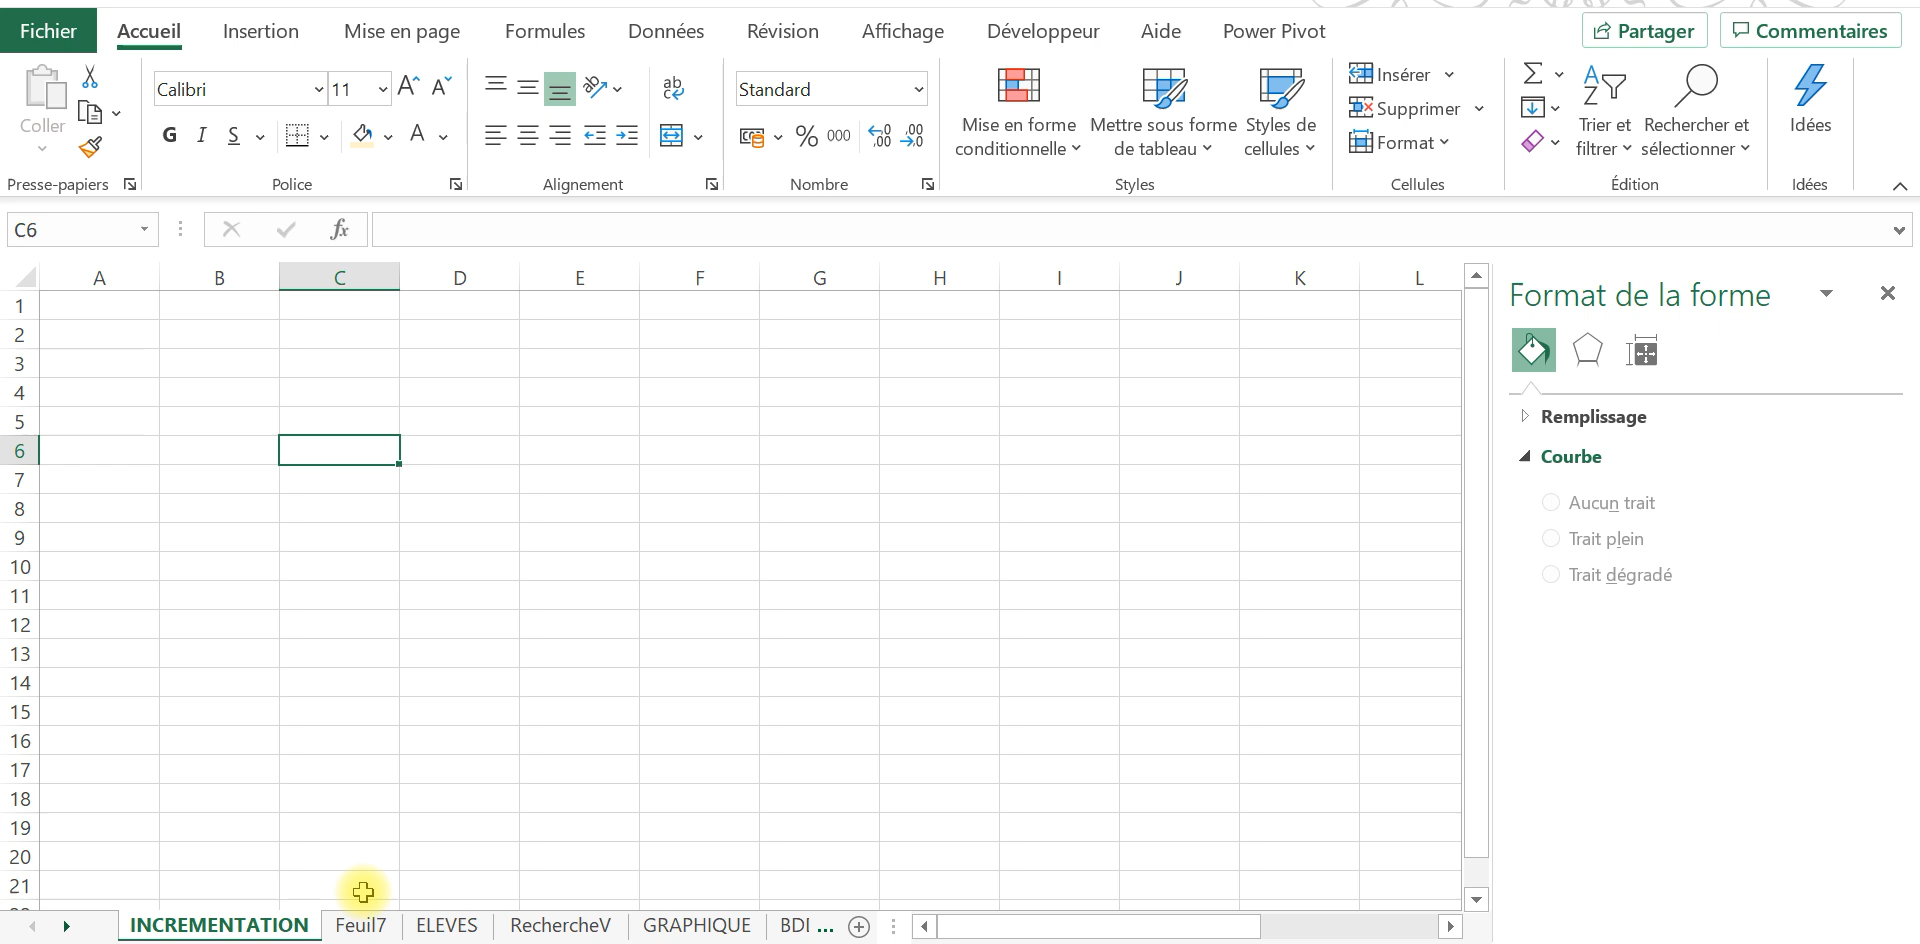 Fichier Accueil Insertion Mise en page Formules Données Révision Affichage Développeur Aide Power Pivot Partager Commentaires
Coller
Presse-papiers
Calibri 11
G I S A
Police
ab
Alignement
Standard
% 000 ,00
Nombre
Mise en forme conditionnelle
Mettre sous forme de tableau
Styles de cellules
Styles
Insérer
Supprimer
Format
Cellules
Trier et filtrer
Rechercher et sélectionner
Édition
Idées
Idées
C6 fx
A B C D E F G H I J K L
1
2
3
4
5
6
7
8
9
10
11
12
13
14
15
16
17
18
19
20
21
Format de la forme
Remplissage
Courbe
Aucun trait
Trait plein
Trait dégradé
INCREMENTATION Feuil7 ELEVES RechercheV GRAPHIQUE BDI ...